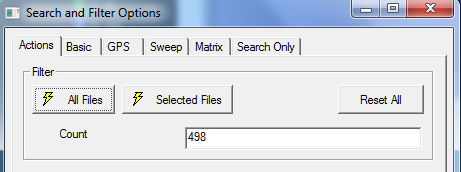 Search and Filter Options
Actions Basic GPS Sweep Matrix Search Only
Filter
All Files Selected Files Reset All
Count 498